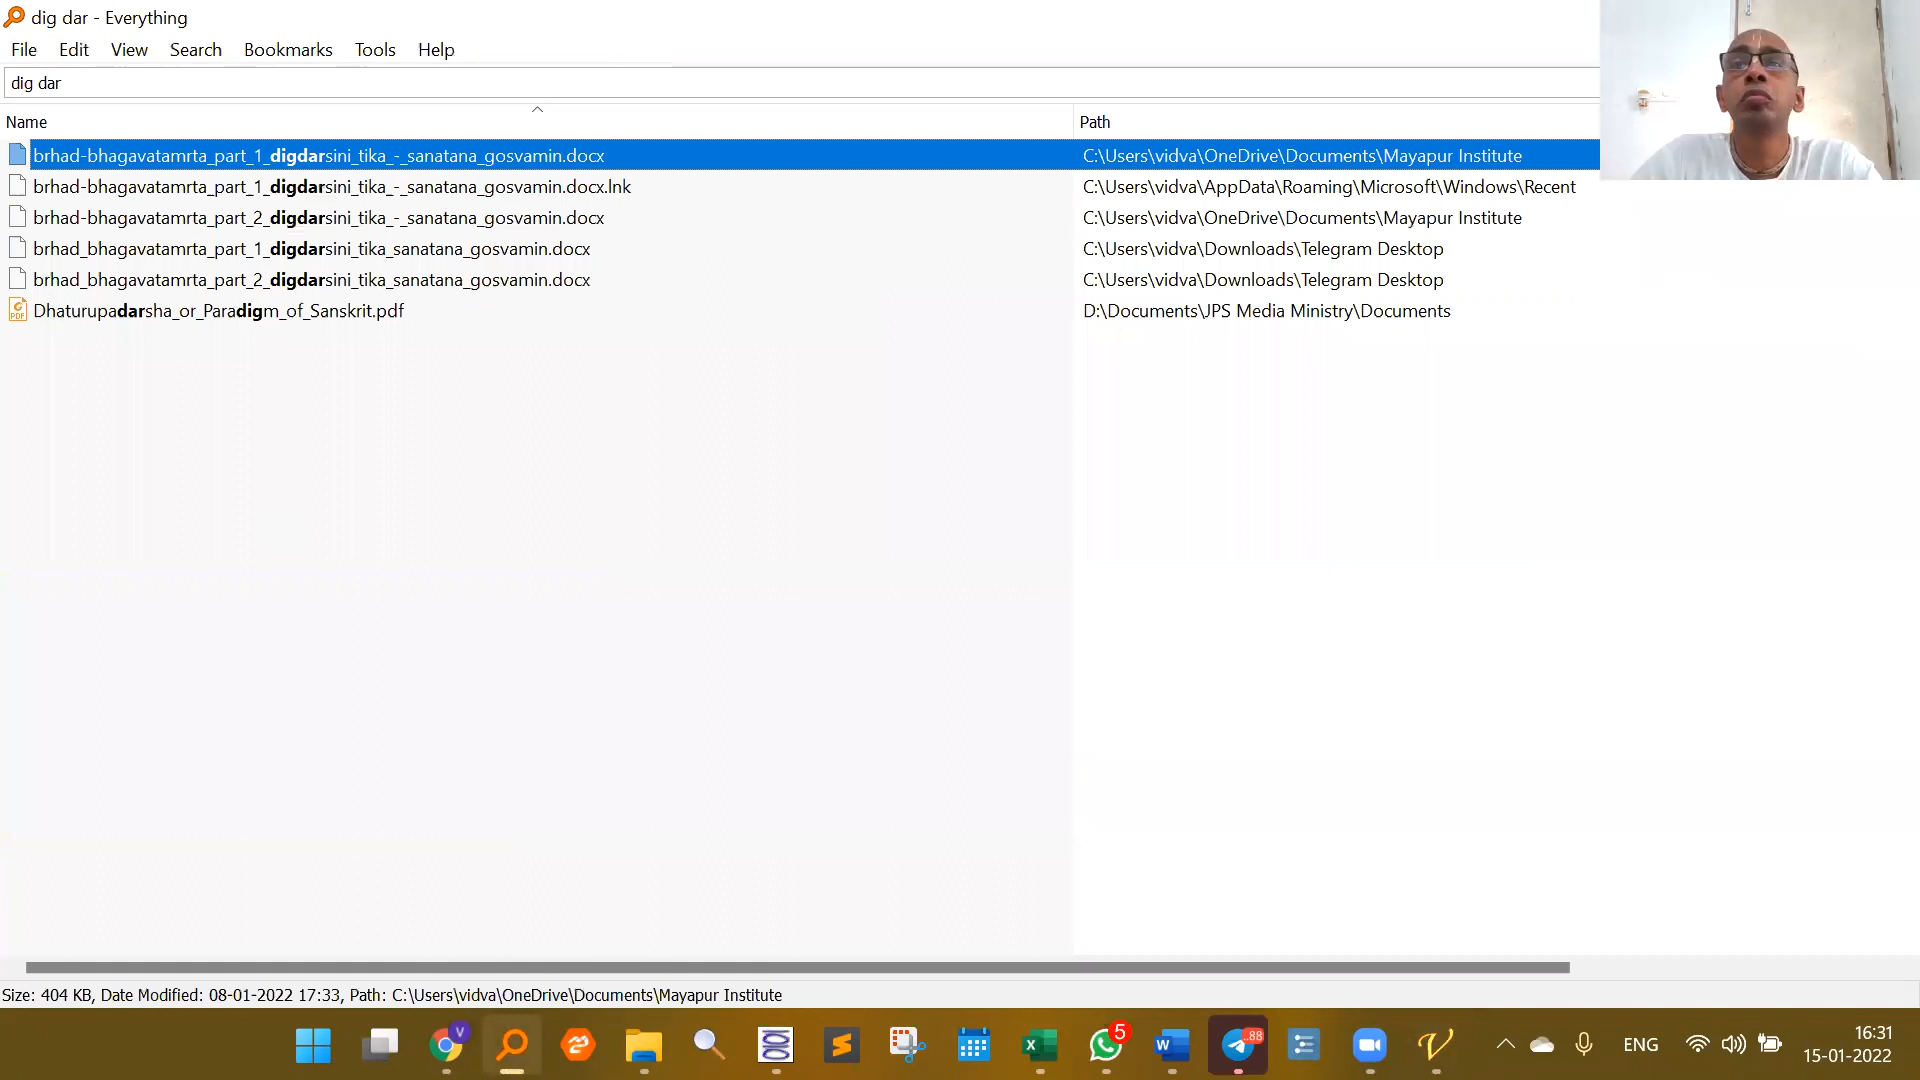 dig dar - Everything
File Edit View Search Bookmarks Tools Help
dig dar
Name Path
brhad-bhagavatamrta_part_1_digdarsini_tika_-_sanatana_gosvamin.docx C:\Users\vidva\OneDrive\Documents\Mayapur Institute
brhad-bhagavatamrta_part_1_digdarsini_tika_-_sanatana_gosvamin.docx.lnk C:\Users\vidva\AppData\Roaming\Microsoft\Windows\Recent
brhad-bhagavatamrta_part_2_digdarsini_tika_-_sanatana_gosvamin.docx C:\Users\vidva\OneDrive\Documents\Mayapur Institute
brhad_bhagavatamrta_part_1_digdarsini_tika_sanatana_gosvamin.docx C:\Users\vidva\Downloads\Telegram Desktop
brhad_bhagavatamrta_part_2_digdarsini_tika_sanatana_gosvamin.docx C:\Users\vidva\Downloads\Telegram Desktop
Dhaturupadarsha_or_Paradigm_of_Sanskrit.pdf D:\Documents\JPS Media Ministry\Documents
Size: 404 KB, Date Modified: 08-01-2022 17:33, Path: C:\Users\vidva\OneDrive\Documents\Mayapur Institute
V 5 .88 ENG 16:31
15-01-2022